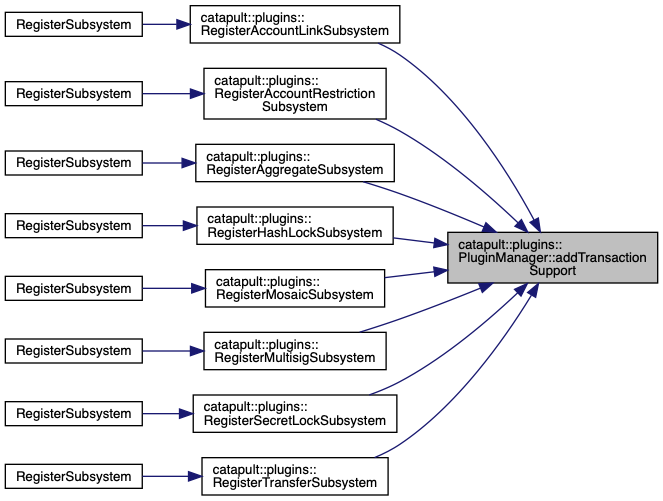 RegisterSubsystem
catapult::plugins::
RegisterAccountLinkSubsystem
RegisterSubsystem
catapult::plugins::
RegisterAccountRestriction
Subsystem
RegisterSubsystem
catapult::plugins::
RegisterAggregateSubsystem
RegisterSubsystem
catapult::plugins::
RegisterHashLockSubsystem
catapult::plugins::
PluginManager::addTransaction
Support
RegisterSubsystem
catapult::plugins::
RegisterMosaicSubsystem
RegisterSubsystem
catapult::plugins::
RegisterMultisigSubsystem
RegisterSubsystem
catapult::plugins::
RegisterSecretLockSubsystem
RegisterSubsystem
catapult::plugins::
RegisterTransferSubsystem